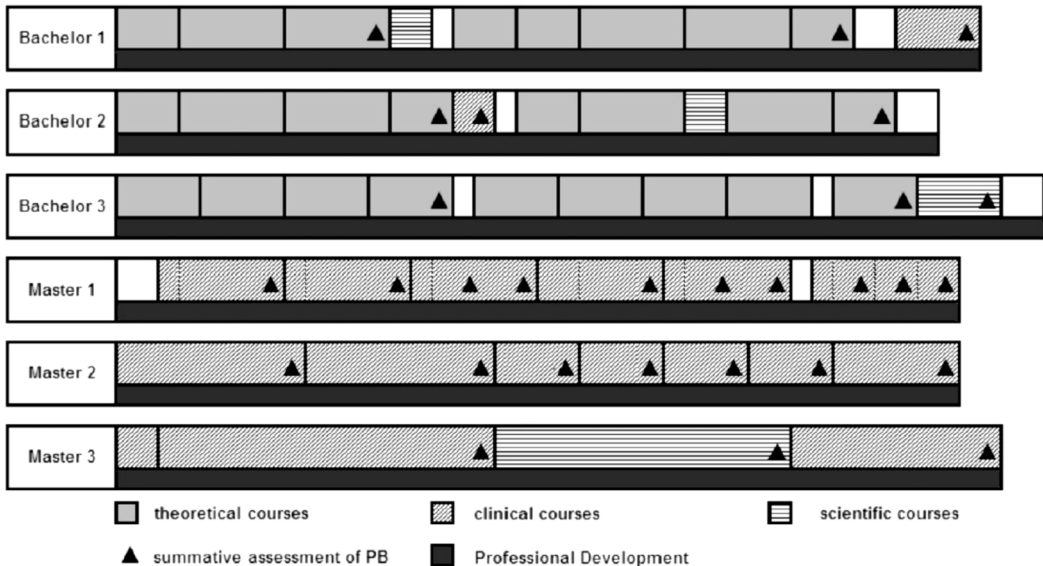 Bachelor 1
Bachelor 2
Bachelor 3
Master 1
Master 2
Master 3
theoretical courses
clinical courses
scientific courses
summative assessment of PB
Professional Development